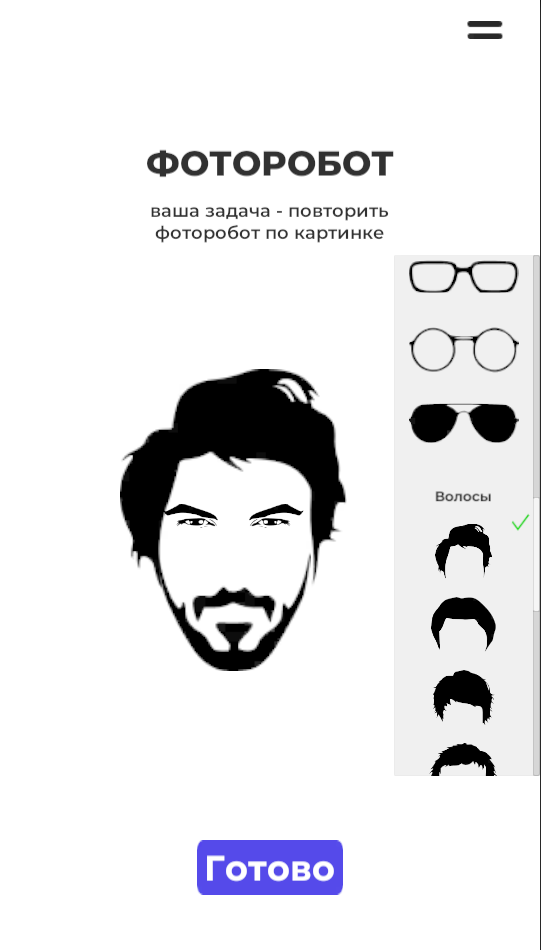 ФОТОРОБОТ
ваша задача - повторить
фоторобот по картинке
Волосы
Готово